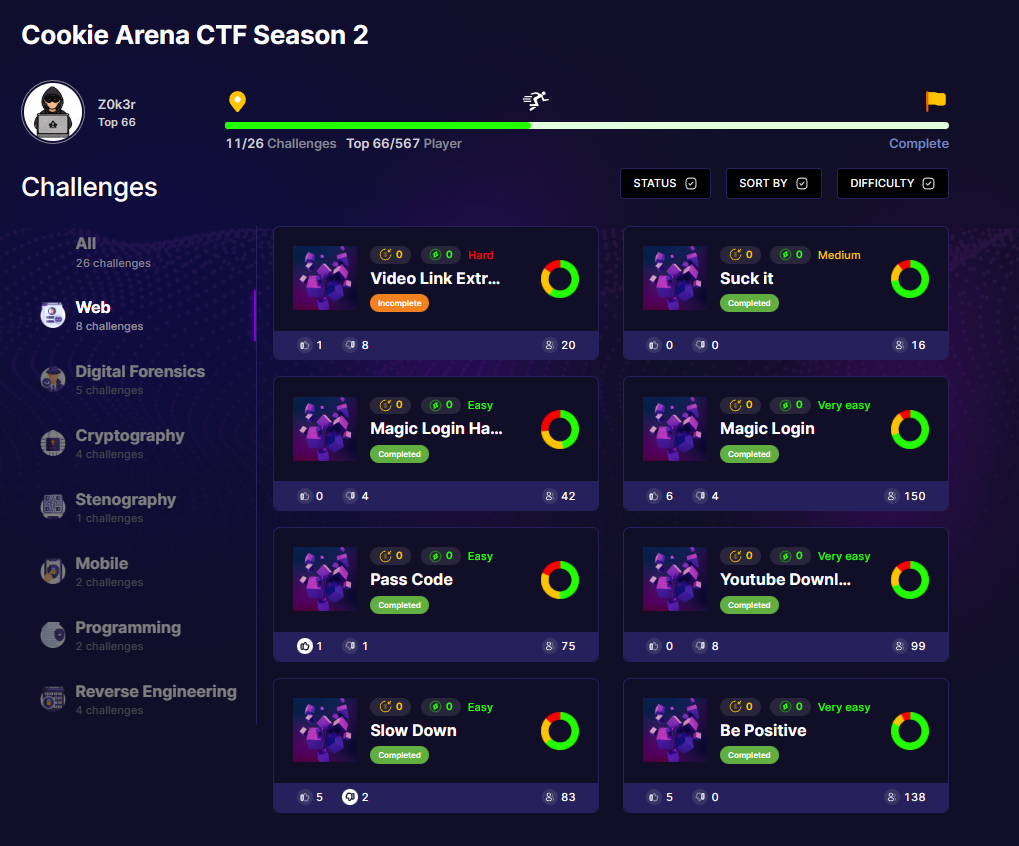 Cookie Arena CTF Season 2
Z0k3r
Top 66
11/26 Challenges Top 66/567 Player
Complete
Challenges
STATUS
SORT BY
DIFFICULTY
All
26 challenges
Web
8 challenges
Digital Forensics
5 challenges
Cryptography
4 challenges
Stenography
1 challenges
Mobile
2 challenges
Programming
2 challenges
Reverse Engineering
4 challenges
0 0 Hard
Video Link Extr...
Incomplete
1 8 20
0 0 Medium
Suck it
Completed
0 0 16
0 0 Easy
Magic Login Ha...
Completed
0 4 42
0 0 Very easy
Magic Login
Completed
6 4 150
0 0 Easy
Pass Code
Completed
1 1 75
0 0 Very easy
Youtube Downl...
Completed
0 8 99
0 0 Easy
Slow Down
Completed
5 2 83
0 0 Very easy
Be Positive
Completed
5 0 138